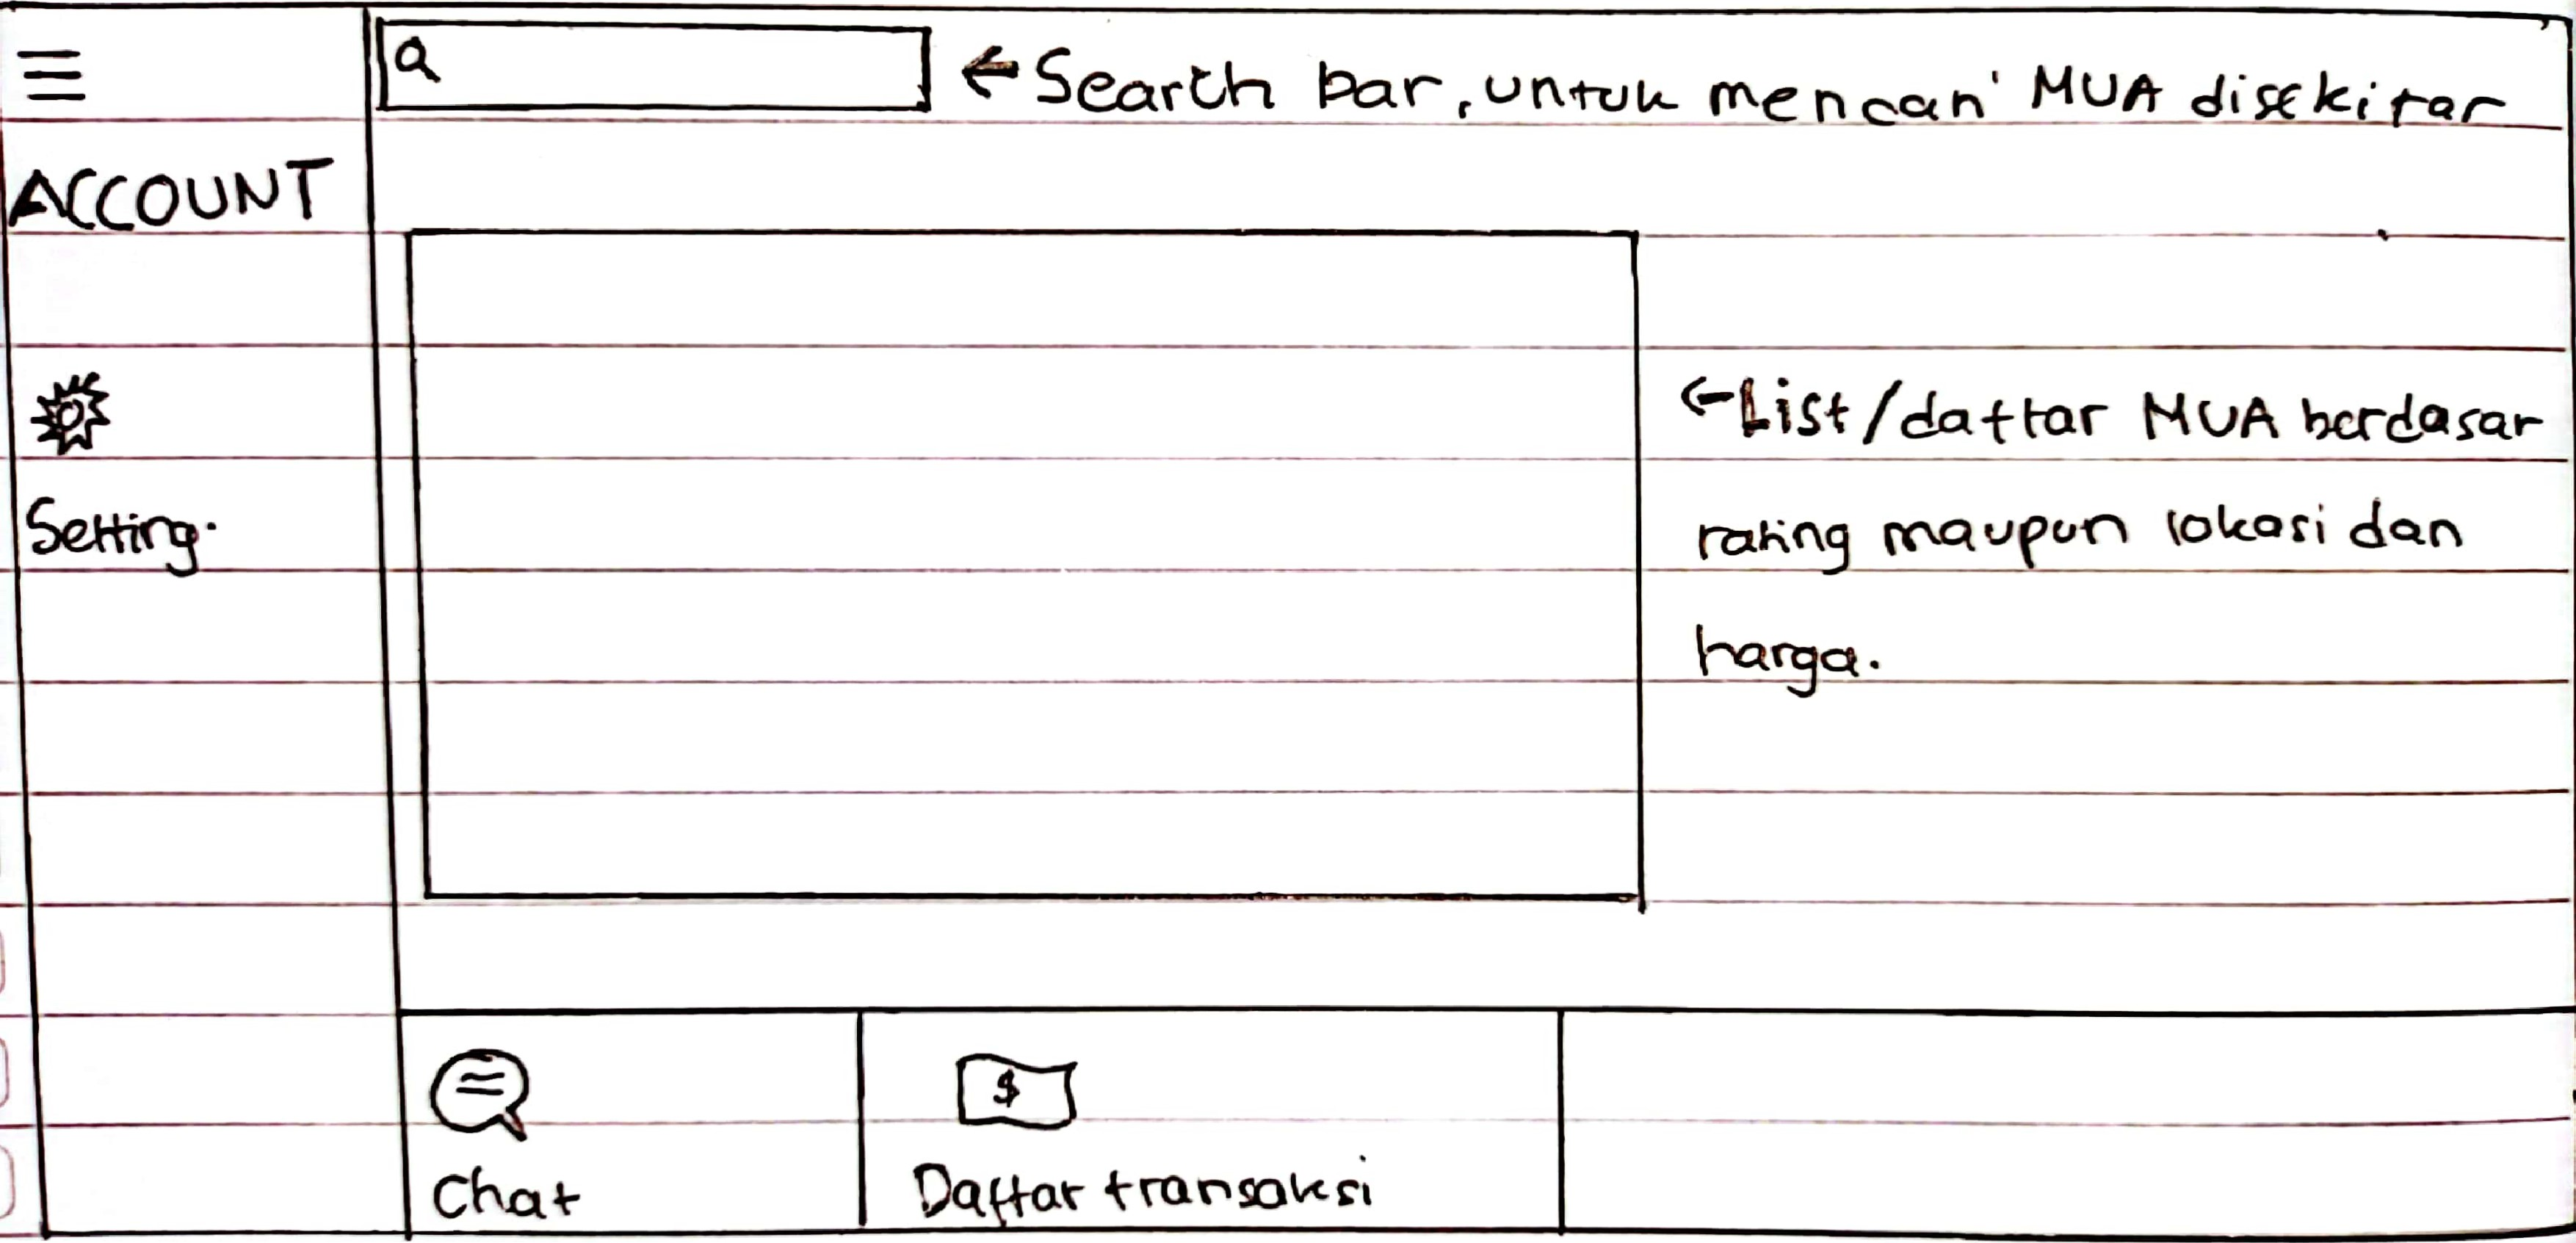 ← Search bar, untuk mencari MUA disekitar
ACCOUNT
Setting.
← List/daftar MUA berdasar
rating maupun lokasi dan
harga.
$
Chat
Daftar transaksi